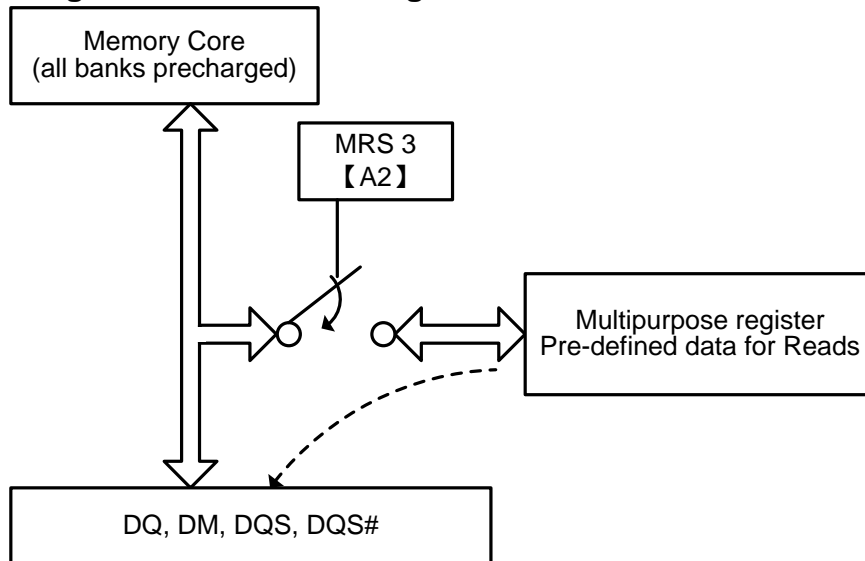 Memory Core
(all banks precharged)
MRS 3
【A2】
Multipurpose register
Pre-defined data for Reads
DQ, DM, DQS, DQS#